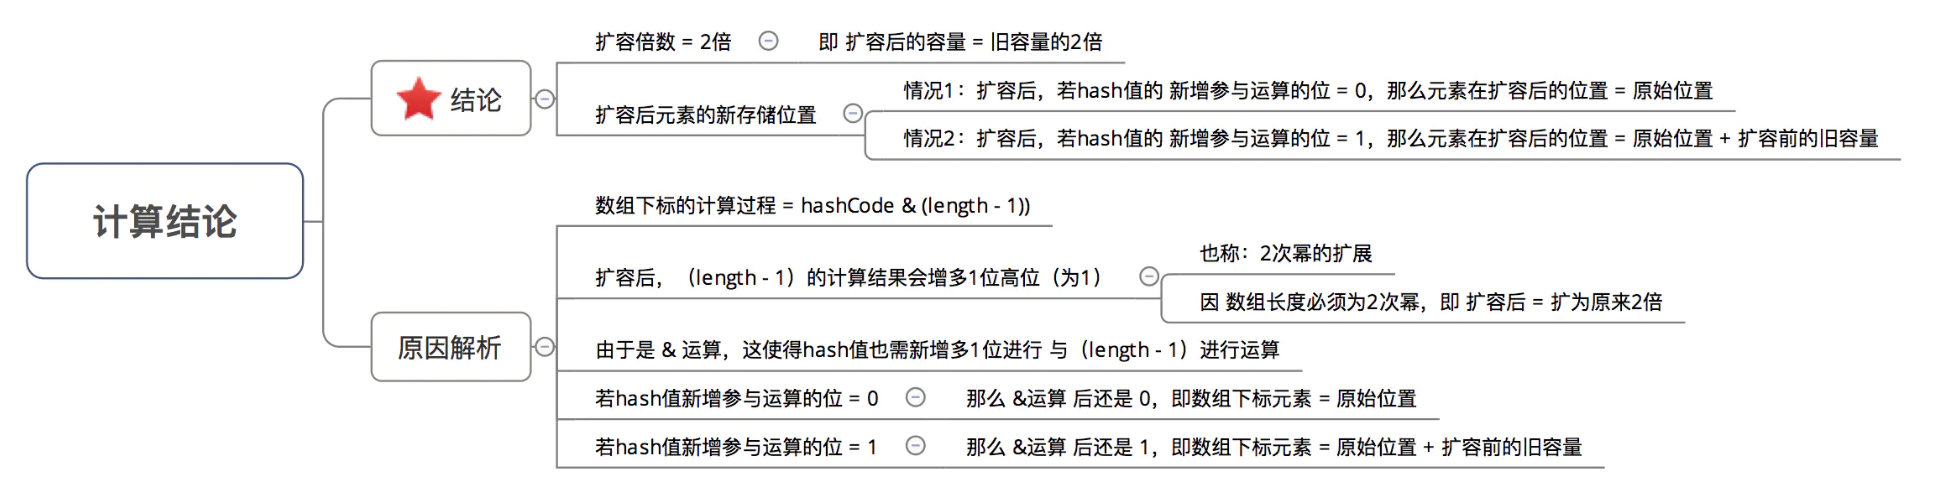 计算结论
结论
扩容倍数 = 2倍
即 扩容后的容量 = 旧容量的2倍
扩容后元素的新存储位置
情况1：扩容后，若hash值的 新增参与运算的位 = 0，那么元素在扩容后的位置 = 原始位置
情况2：扩容后，若hash值的 新增参与运算的位 = 1，那么元素在扩容后的位置 = 原始位置 + 扩容前的旧容量
原因解析
数组下标的计算过程 = hashCode & (length - 1))
扩容后，（length - 1）的计算结果会增多1位高位（为1）
也称：2次幂的扩展
因 数组长度必须为2次幂，即 扩容后 = 扩为原来2倍
由于是 & 运算，这使得hash值也需新增多1位进行 与（length - 1）进行运算
若hash值新增参与运算的位 = 0
那么 &运算 后还是 0，即数组下标元素 = 原始位置
若hash值新增参与运算的位 = 1
那么 &运算 后还是 1，即数组下标元素 = 原始位置 + 扩容前的旧容量